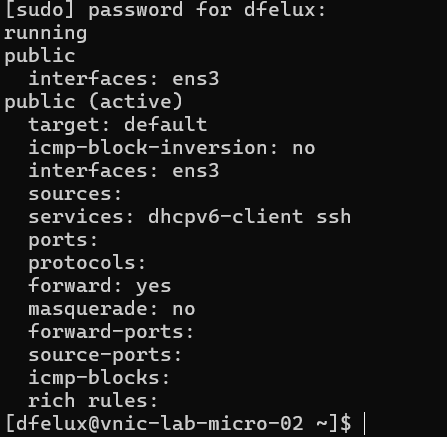 [sudo] password for dfelux:
running
public
  interfaces: ens3
public (active)
  target: default
  icmp-block-inversion: no
  interfaces: ens3
  sources:
  services: dhcpv6-client ssh
  ports:
  protocols:
  forward: yes
  masquerade: no
  forward-ports:
  source-ports:
  icmp-blocks:
  rich rules:
[dfelux@vnic-lab-micro-02 ~]$